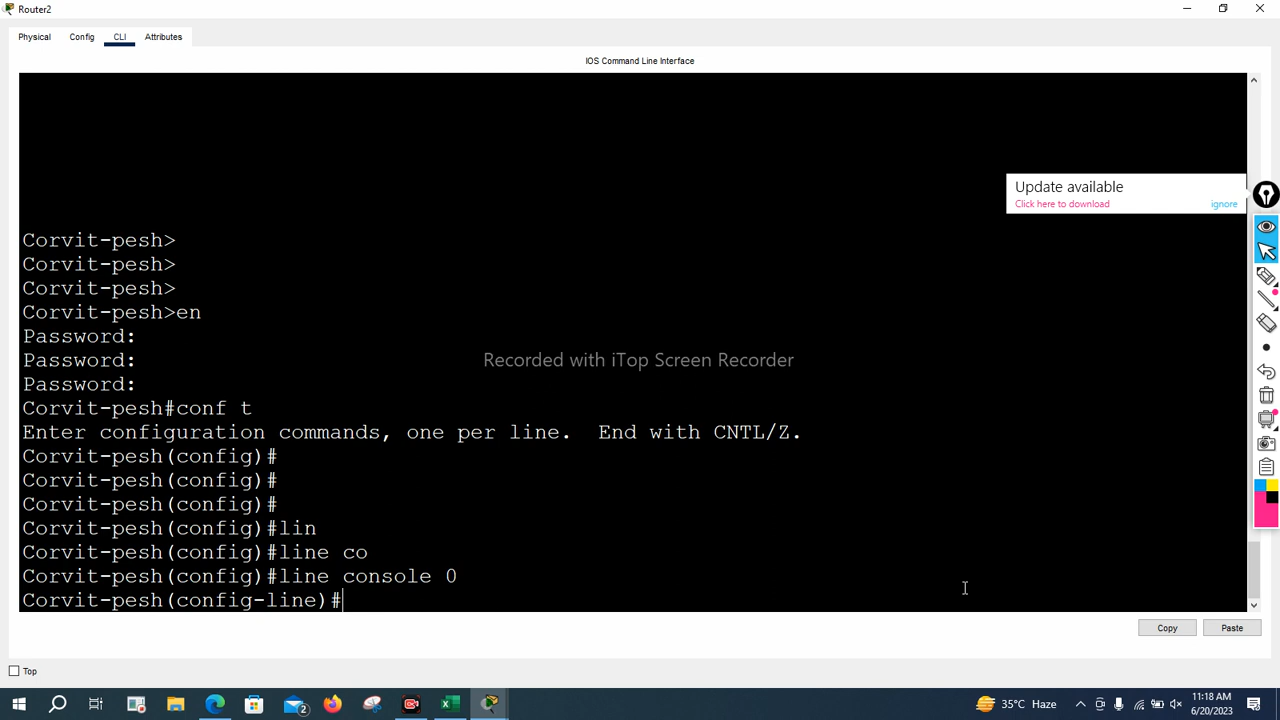 Router2
Physical Config CLI Attributes
IOS Command Line Interface
Update available
Click here to download ignore
Corvit-pesh>
Corvit-pesh>
Corvit-pesh>
Corvit-pesh>en
Password:
Password:
Recorded with iTop Screen Recorder
Password:
Corvit-pesh#conf t
Enter configuration commands, one per line.  End with CNTL/Z.
Corvit-pesh(config)#
Corvit-pesh(config)#
Corvit-pesh(config)#
Corvit-pesh(config)#lin
Corvit-pesh(config)#line co
Corvit-pesh(config)#line console 0
Corvit-pesh(config-line)#
Copy Paste
Top
2
35°C Haze
11:18 AM
6/20/2023